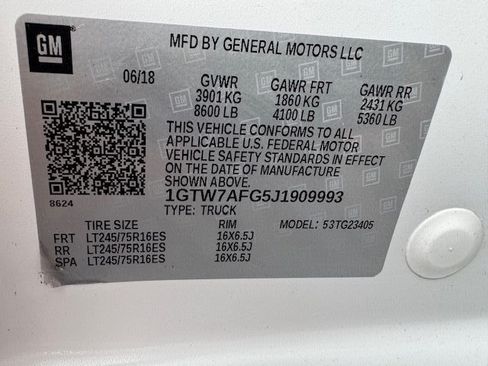 GM
MFD BY GENERAL MOTORS LLC
06/18 GVWR GAWR FRT GAWR RR
3901 KG 1860 KG 2431 KG
8600 LB 4100 LB 5360 LB
THIS VEHICLE CONFORMS TO ALL
APPLICABLE U.S. FEDERAL MOTOR
VEHICLE SAFETY STANDARDS IN EFFECT
ON THE DATE OF MANUFACTURE
SHOWN ABOVE.
8624 1GTW7AFG5J1909993
TYPE: TRUCK MODEL: 53TG23405
TIRE SIZE RIM
FRT LT245/75R16ES 16X6.5J
RR LT245/75R16ES 16X6.5J
SPA LT245/75R16ES 16X6.5J